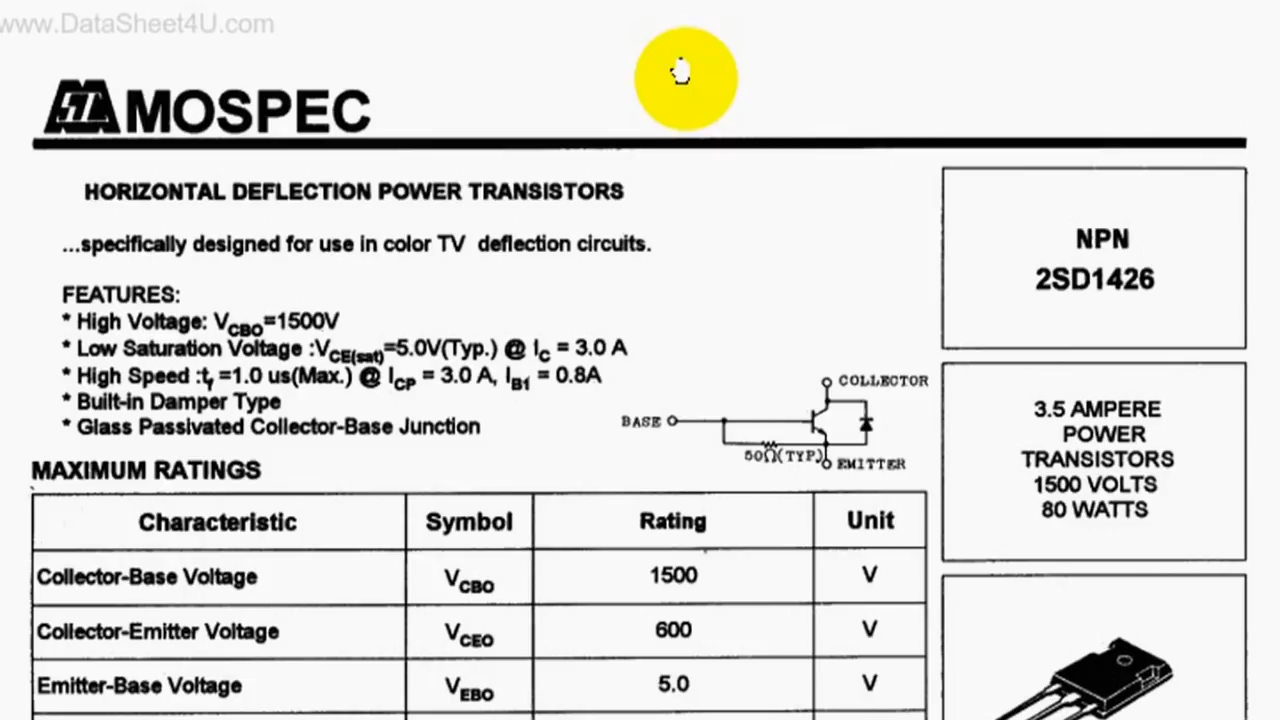 www.DataSheet4U.com
MOSPEC
HORIZONTAL DEFLECTION POWER TRANSISTORS
...specifically designed for use in color TV deflection circuits.
FEATURES:
* High Voltage: VCBO=1500V
* Low Saturation Voltage :VCE(sat)=5.0V(Typ.) @ IC = 3.0 A
* High Speed :tf =1.0 us(Max.) @ ICP = 3.0 A, IB1 = 0.8A
* Built-in Damper Type
* Glass Passivated Collector-Base Junction
COLLECTOR
BASE
50Ω(TYP)
EMITTER
NPN
2SD1426
3.5 AMPERE
POWER
TRANSISTORS
1500 VOLTS
80 WATTS
MAXIMUM RATINGS
Characteristic Symbol Rating Unit
Collector-Base Voltage VCBO 1500 V
Collector-Emitter Voltage VCEO 600 V
Emitter-Base Voltage VEBO 5.0 V